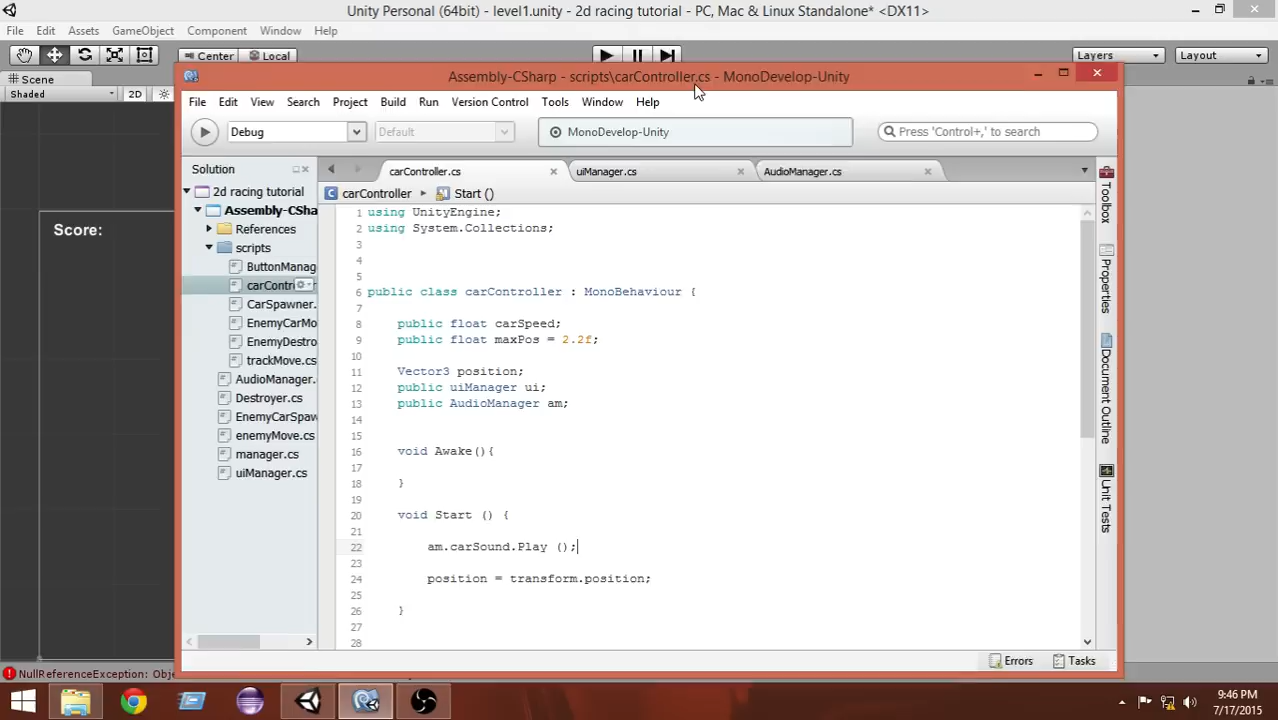 Unity Personal (64bit) - level1.unity - 2d racing tutorial - PC, Mac & Linux Standalone* <DX11>
File Edit Assets GameObject Component Window Help
Center Local Layers Layout
Scene
Shaded 2D
Score:
Assembly-CSharp - scripts\carController.cs - MonoDevelop-Unity
File Edit View Search Project Build Run Version Control Tools Window Help
Debug Default MonoDevelop-Unity Press 'Control+,' to search
Solution
2d racing tutorial
Assembly-CSha
References
scripts
ButtonManag
carContr
CarSpawner.
EnemyCarMo
EnemyDestro
trackMove.cs
AudioManager.
Destroyer.cs
EnemyCarSpaw
enemyMove.cs
manager.cs
uiManager.cs
carController.cs uiManager.cs AudioManager.cs
carController Start ()
1 using UnityEngine;
2 using System.Collections;
3
4
5
6 public class carController : MonoBehaviour {
7
8 public float carSpeed;
9 public float maxPos = 2.2f;
10
11 Vector3 position;
12 public uiManager ui;
13 public AudioManager am;
14
15
16 void Awake(){
17
18 }
19
20 void Start () {
21
22 am.carSound.Play ();
23
24 position = transform.position;
25
26 }
27
28
Toolbox
Properties
Document Outline
Unit Tests
Errors Tasks
NullReferenceException: Obje
9:46 PM
7/17/2015